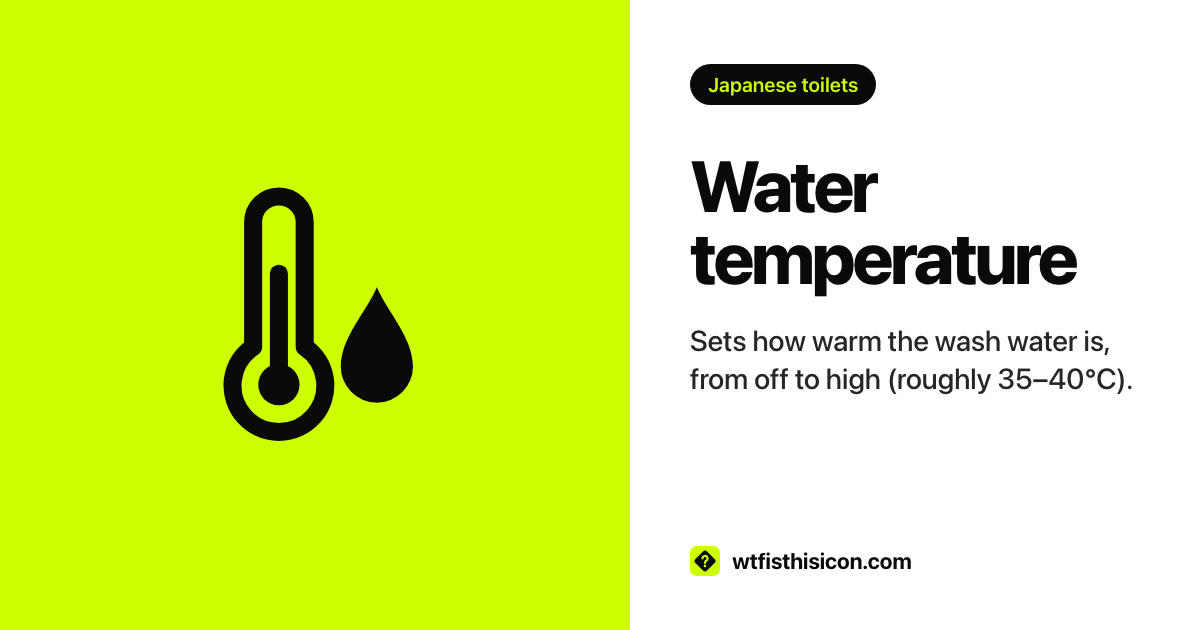 Japanese toilets
Water
temperature
Sets how warm the wash water is,
from off to high (roughly 35–40°C).
?
wtfisthisicon.com